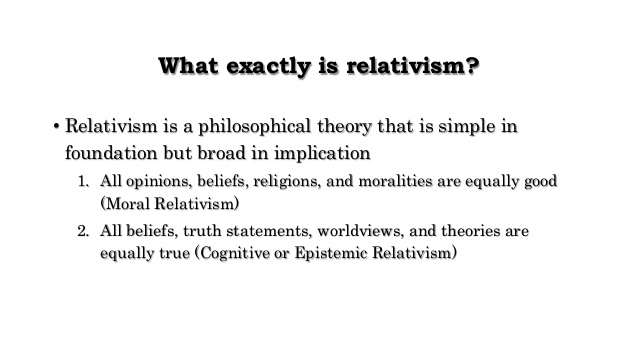 What exactly is relativism?
• Relativism is a philosophical theory that is simple in
foundation but broad in implication
1. All opinions, beliefs, religions, and moralities are equally good
(Moral Relativism)
2. All beliefs, truth statements, worldviews, and theories are
equally true (Cognitive or Epistemic Relativism)